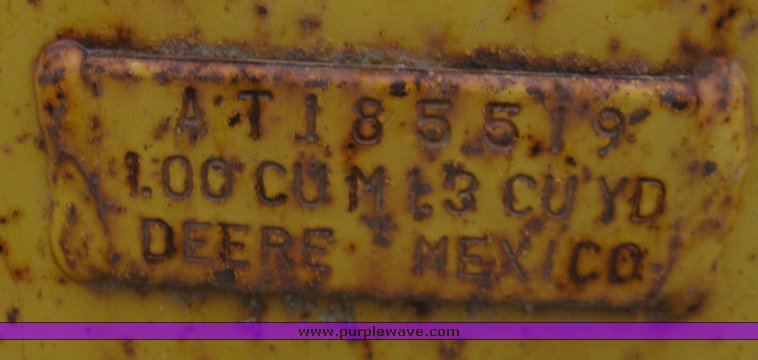 AT185519
1.00 CU M 1.3 CU YD
DEERE MEXICO
www.purplewave.com